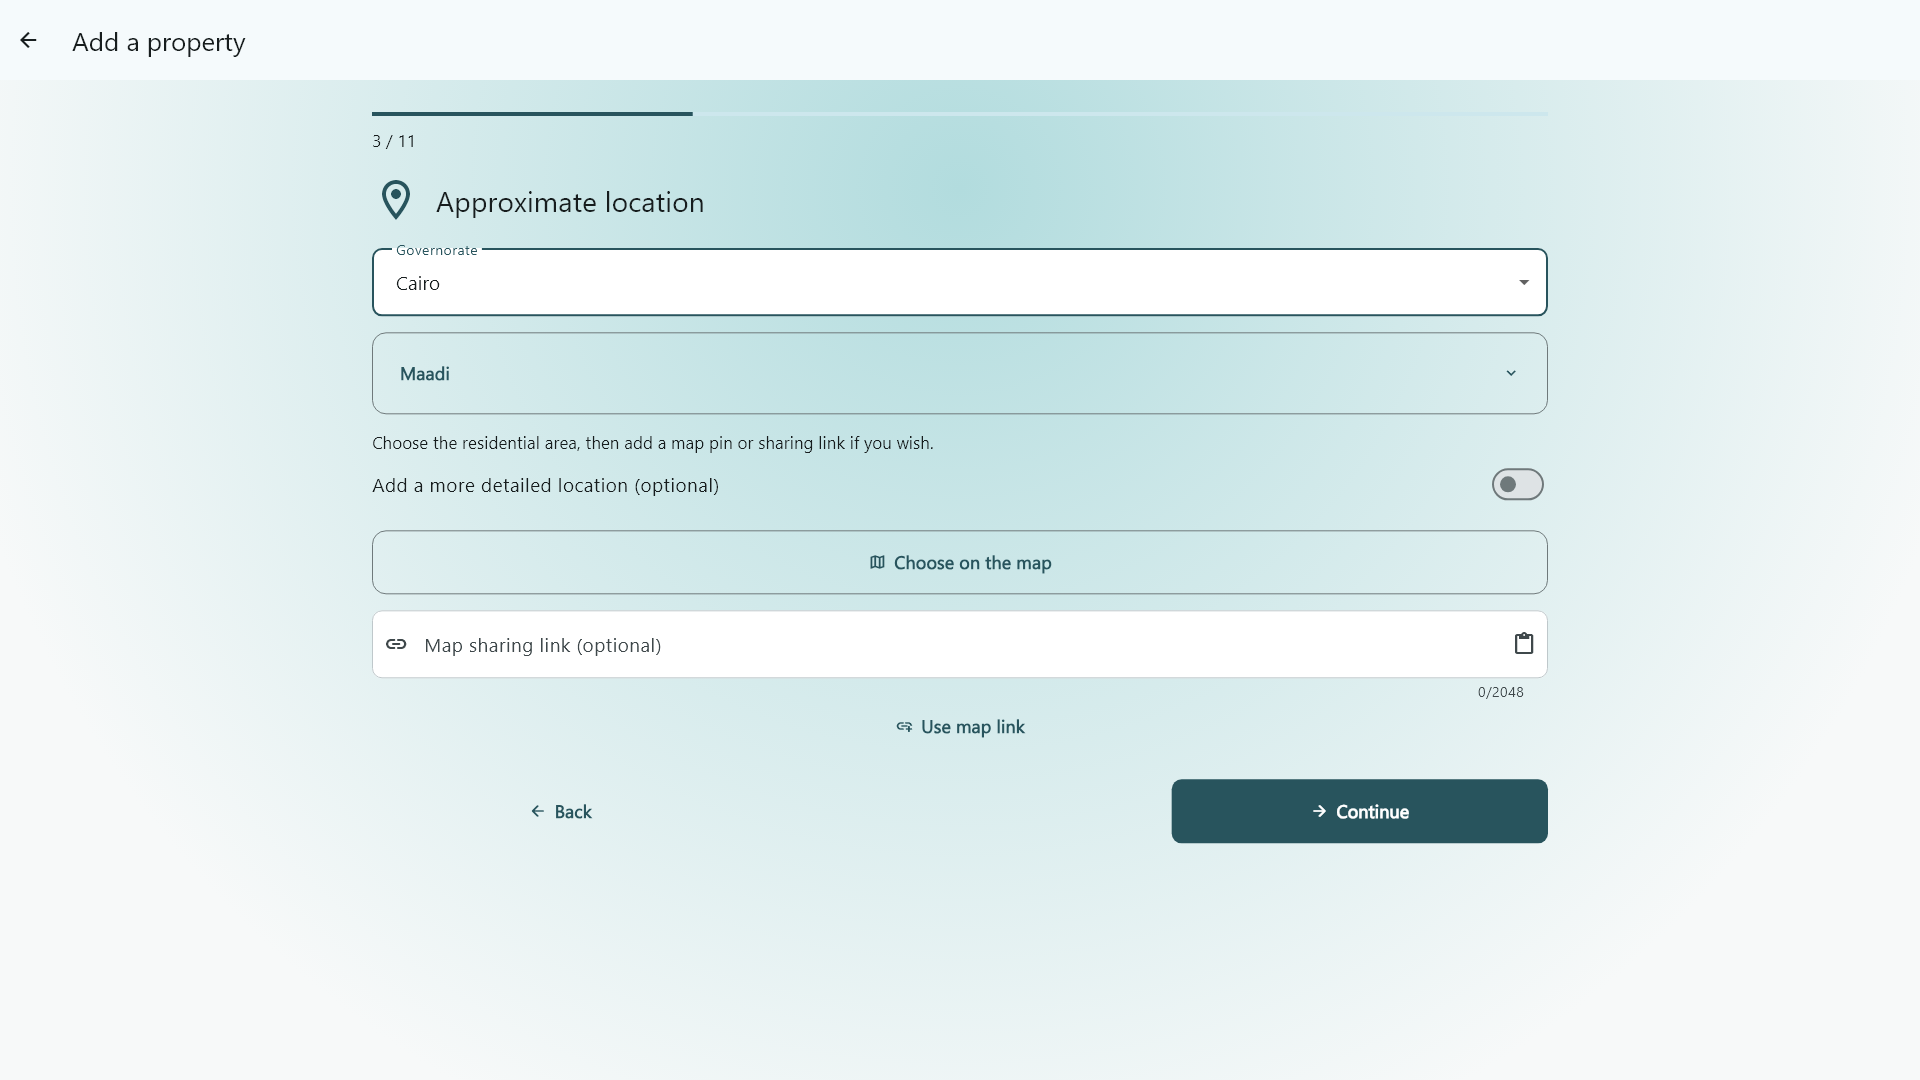 Add a property
3 / 11
Approximate location
Governorate
Cairo
Maadi
Choose the residential area, then add a map pin or sharing link if you wish.
Add a more detailed location (optional)
Choose on the map
Map sharing link (optional)
0/2048
Use map link
Back
Continue